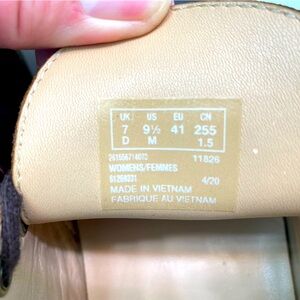 UK US EU CN
7 9½ 41 255
D M 1.5
261556714070 11826
WOMENS/FEMMES
4/20
MADE IN VIETNAM
FABRIQUE AU VIETNAM